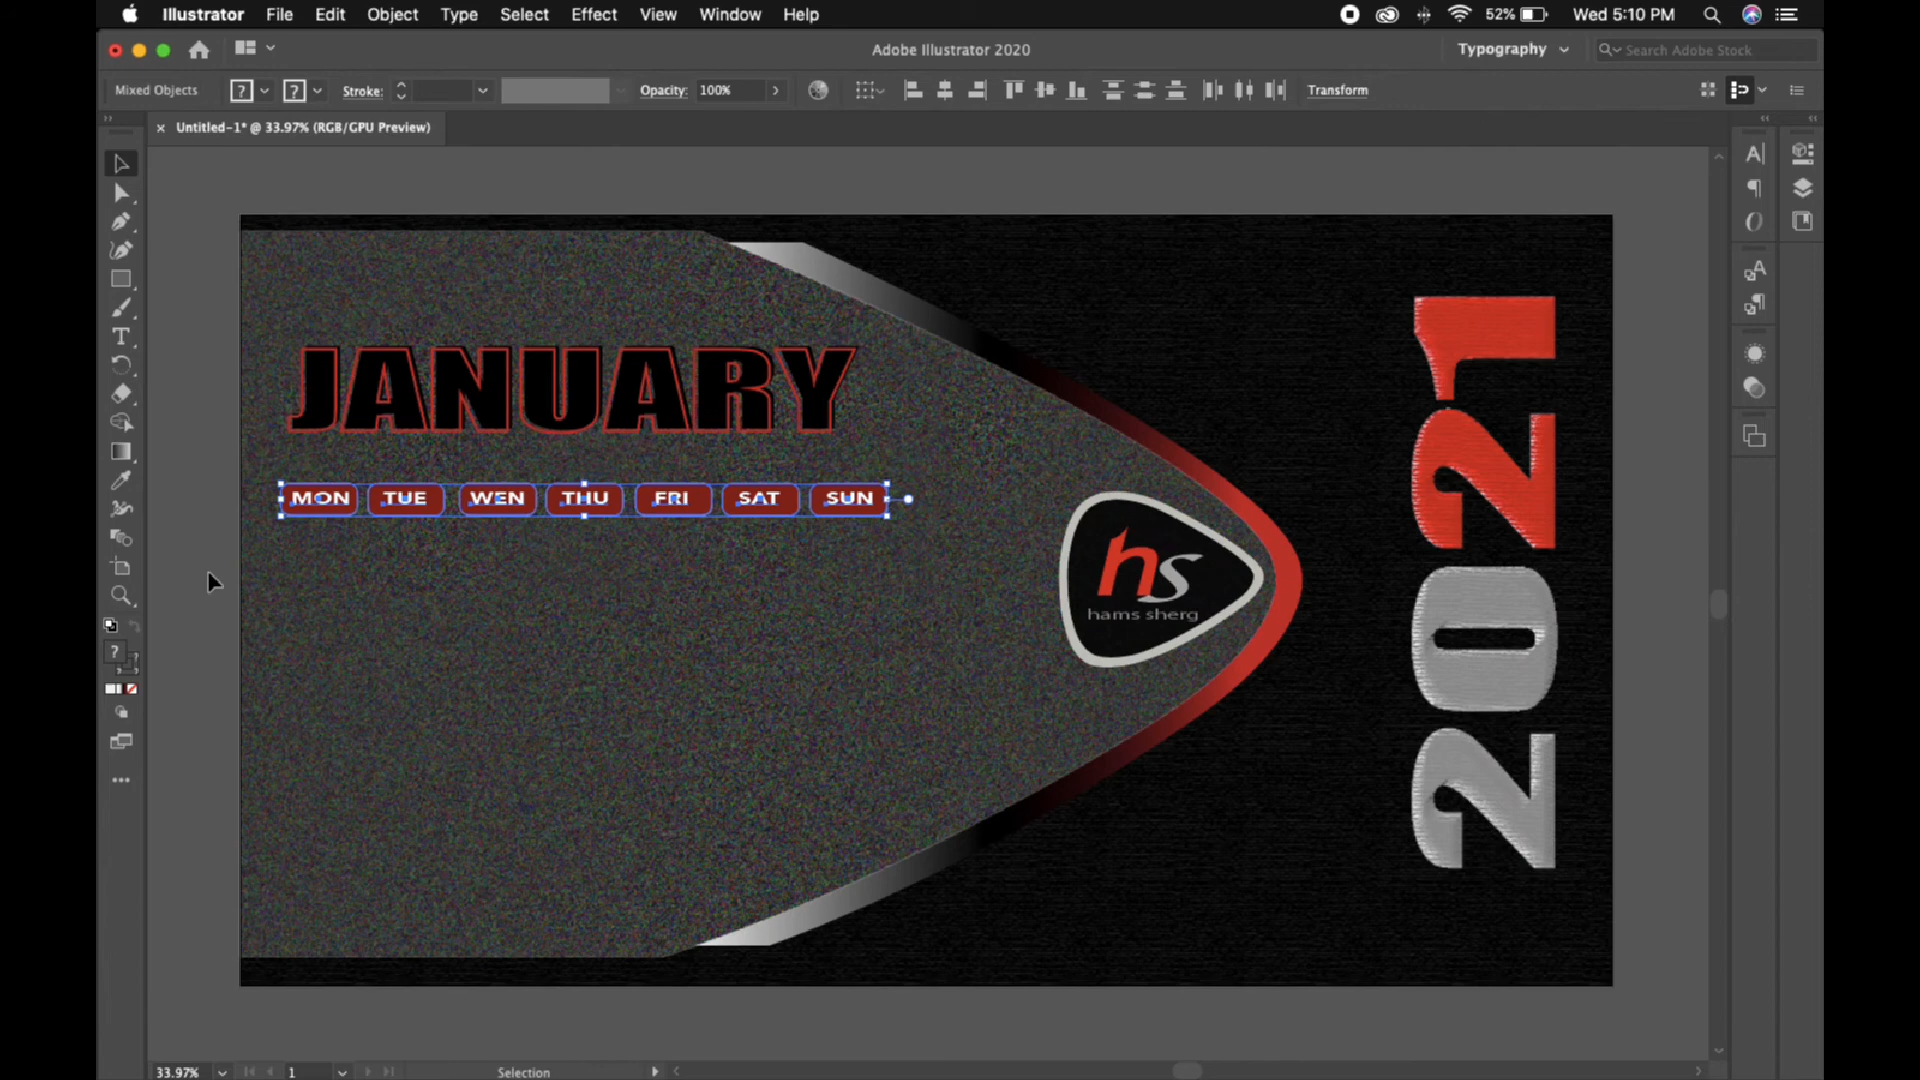 Illustrator File Edit Object Type Select Effect View Window Help 52% Wed 5:10 PM
Adobe Illustrator 2020 Typography Search Adobe Stock
Mixed Objects ? ? Stroke: Opacity: 100% Transform
× Untitled-1* @ 33.97% (RGB/GPU Preview)
JANUARY
MON TUE WEN THU FRI SAT SUN
hs
hams sherg
2021
33.97% 1 Selection